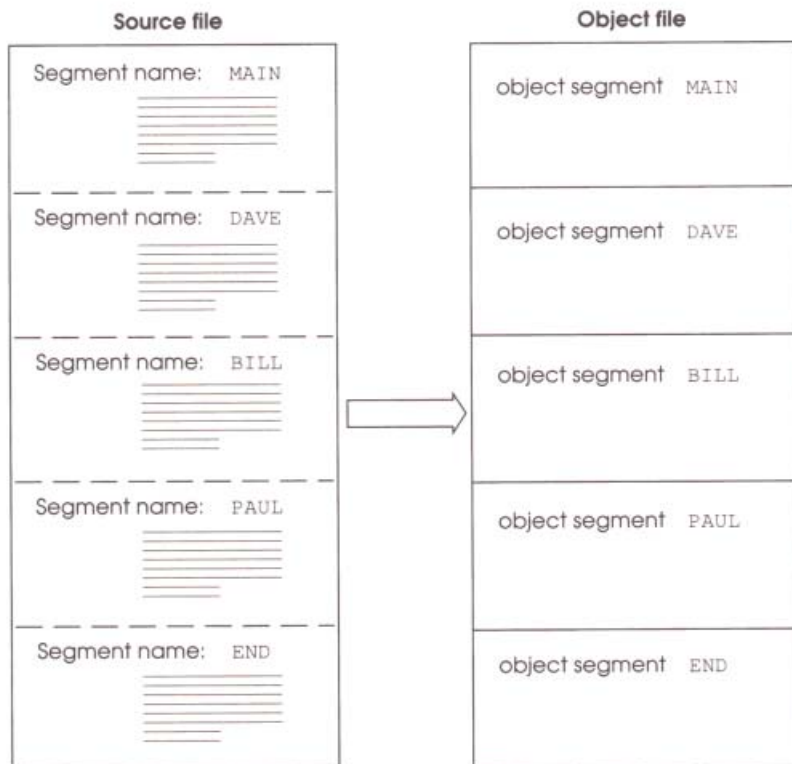 Source file
Segment name: MAIN
Segment name: DAVE
Segment name: BILL
Segment name: PAUL
Segment name: END
Object file
object segment MAIN
object segment DAVE
object segment BILL
object segment PAUL
object segment END